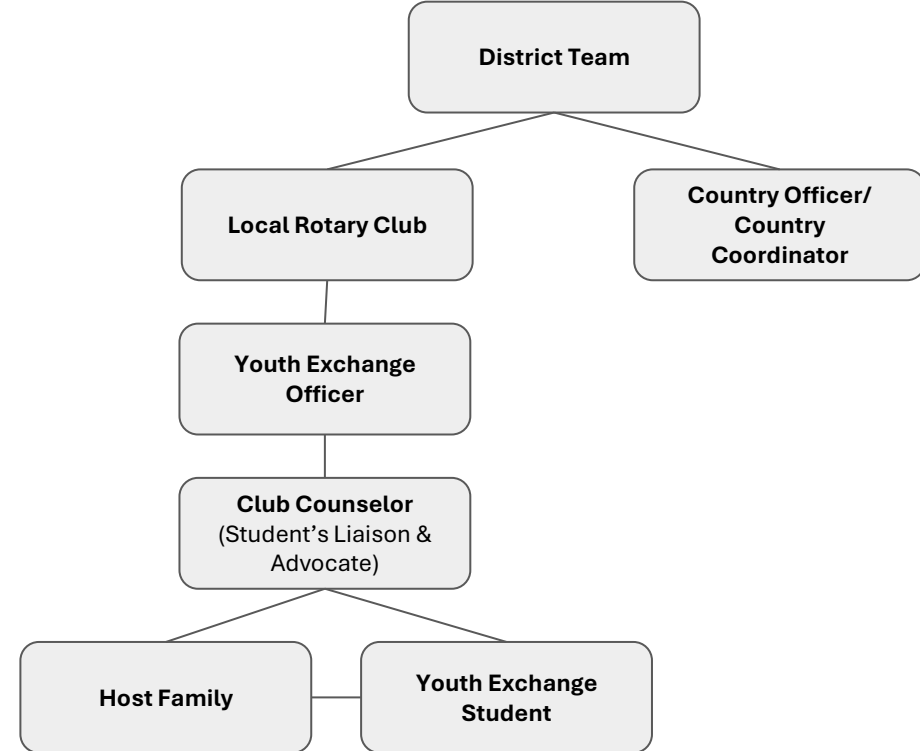 District Team
Local Rotary Club
Country Officer/
Country
Coordinator
Youth Exchange
Officer
Club Counselor
(Student’s Liaison &
Advocate)
Host Family
Youth Exchange
Student